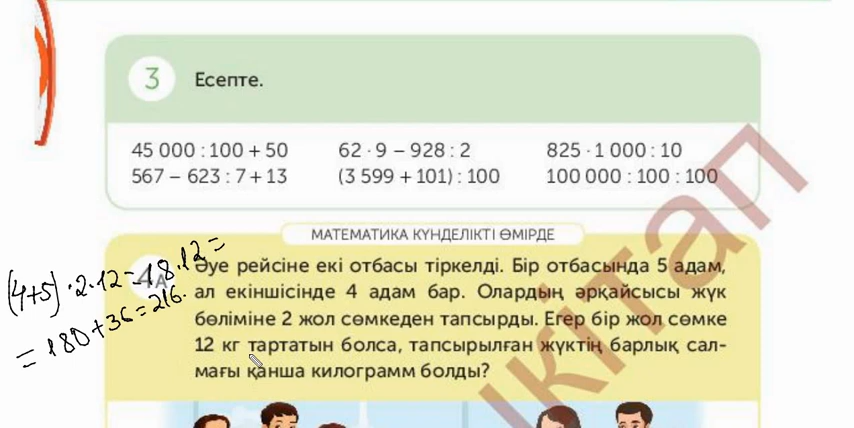 3 Есепте.
45 000 : 100 + 50 62 · 9 – 928 : 2 825 · 1 000 : 10
567 – 623 : 7 + 13 (3 599 + 101) : 100 100 000 : 100 : 100
МАТЕМАТИКА КҮНДЕЛІКТІ ӨМІРДЕ
4A
Әуе рейсіне екі отбасы тіркелді. Бір отбасында 5 адам,
ал екіншісінде 4 адам бар. Олардың әрқайсысы жүк
бөліміне 2 жол сөмкеден тапсырды. Егер бір жол сөмке
12 кг тартатын болса, тапсырылған жүктің барлық сал-
мағы қанша килограмм болды?
(4+5)·2·12=18·12=
=180+36=216.
ікітап